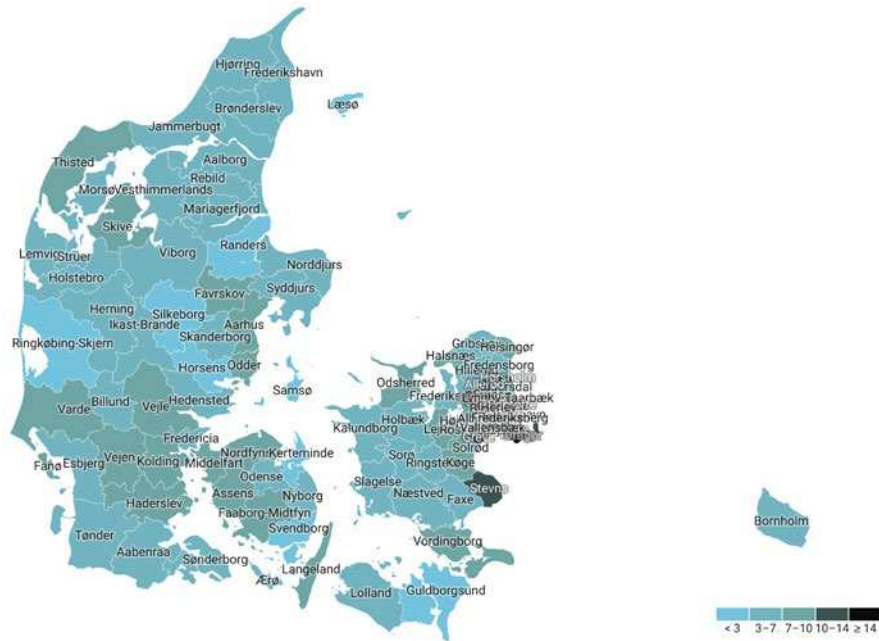 Hjørring
Frederikshavn
Læsø
Brønderslev
Jammerbugt
Thisted
Aalborg
Rebild
Morsø
Vesthimmerlands
Mariagerfjord
Skive
Randers
Lemvig
Struer
Viborg
Norddjurs
Holstebro
Syddjurs
Favrskov
Herning
Silkeborg
Ikast-Brande
Aarhus
Skanderborg
Ringkøbing-Skjern
Horsens
Odder
Samsø
Gribskov
Helsingør
Halsnæs
Fredensborg
Odsherred
Lyngby-Taarbæk
Frederiksberg
Vallensbæk
Holbæk
Kalundborg
Solrød
Billund
Hedensted
Varde
Vejle
Fredericia
Fanø
Esbjerg
Vejen
Kolding
Middelfart
Nordfyns
Kerteminde
Odense
Sorø
Ringsted
Køge
Assens
Nyborg
Haderslev
Faaborg-Midtfyn
Slagelse
Næstved
Faxe
Stevns
Svendborg
Tønder
Aabenraa
Sønderborg
Langeland
Ærø
Vordingborg
Bornholm
Lolland
Guldborgsund
< 3 3–7 7–10 10–14 ≥ 14